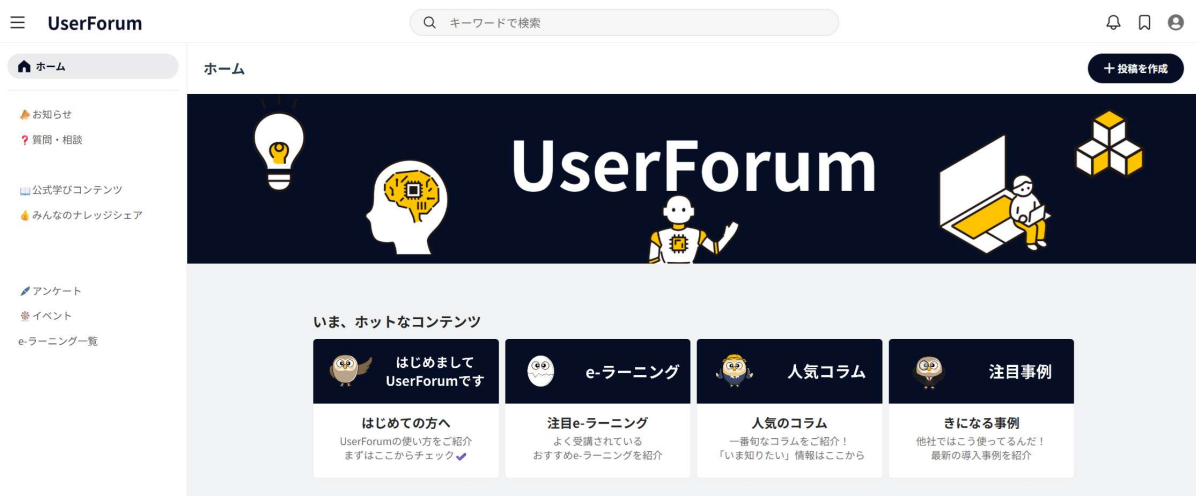 UserForum
キーワードで検索
ホーム
お知らせ
質問・相談
公式学びコンテンツ
みんなのナレッジシェア
アンケート
イベント
e-ラーニング一覧
ホーム
＋投稿を作成
UserForum
いま、ホットなコンテンツ
はじめまして
UserForumです
はじめての方へ
UserForumの使い方をご紹介
まずはここからチェック
e-ラーニング
注目e-ラーニング
よく受講されている
おすすめe-ラーニングを紹介
人気コラム
人気のコラム
一番旬なコラムをご紹介！
「いま知りたい」情報はここから
注目事例
きになる事例
他社ではこう使ってるんだ！
最新の導入事例を紹介